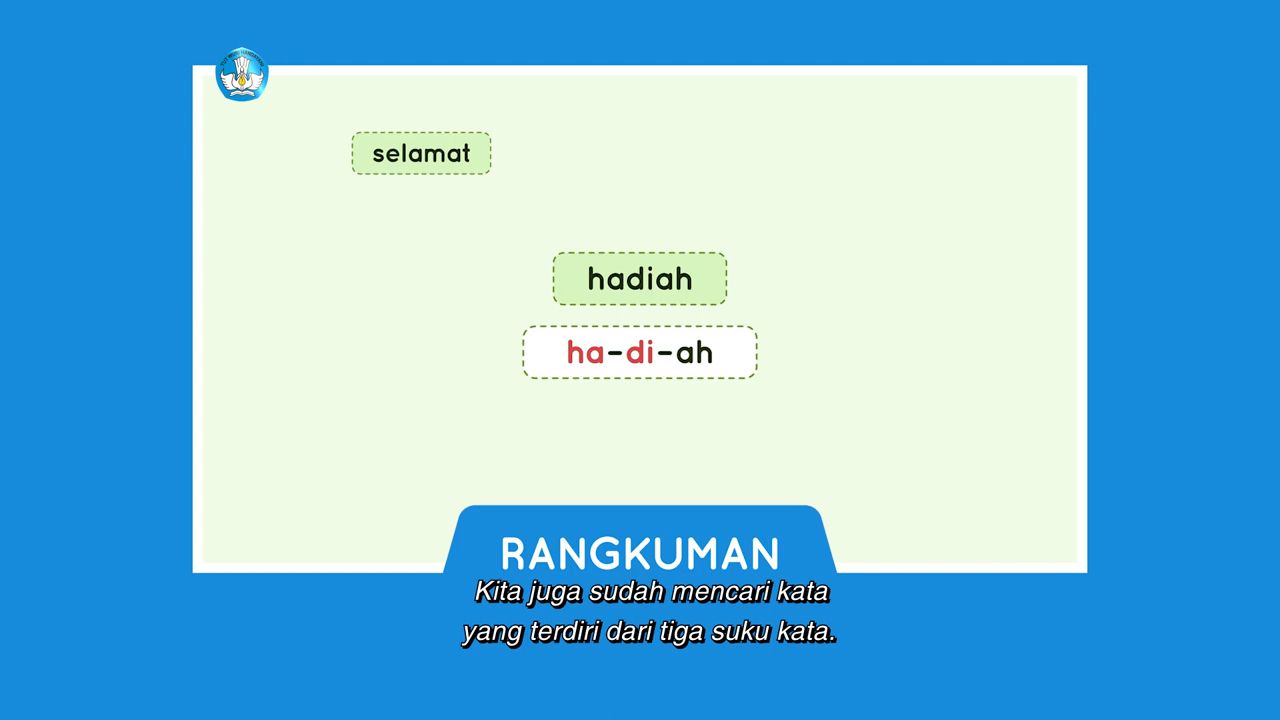 selamat
hadiah
ha-di-ah
RANGKUMAN
Kita juga sudah mencari kata
yang terdiri dari tiga suku kata.